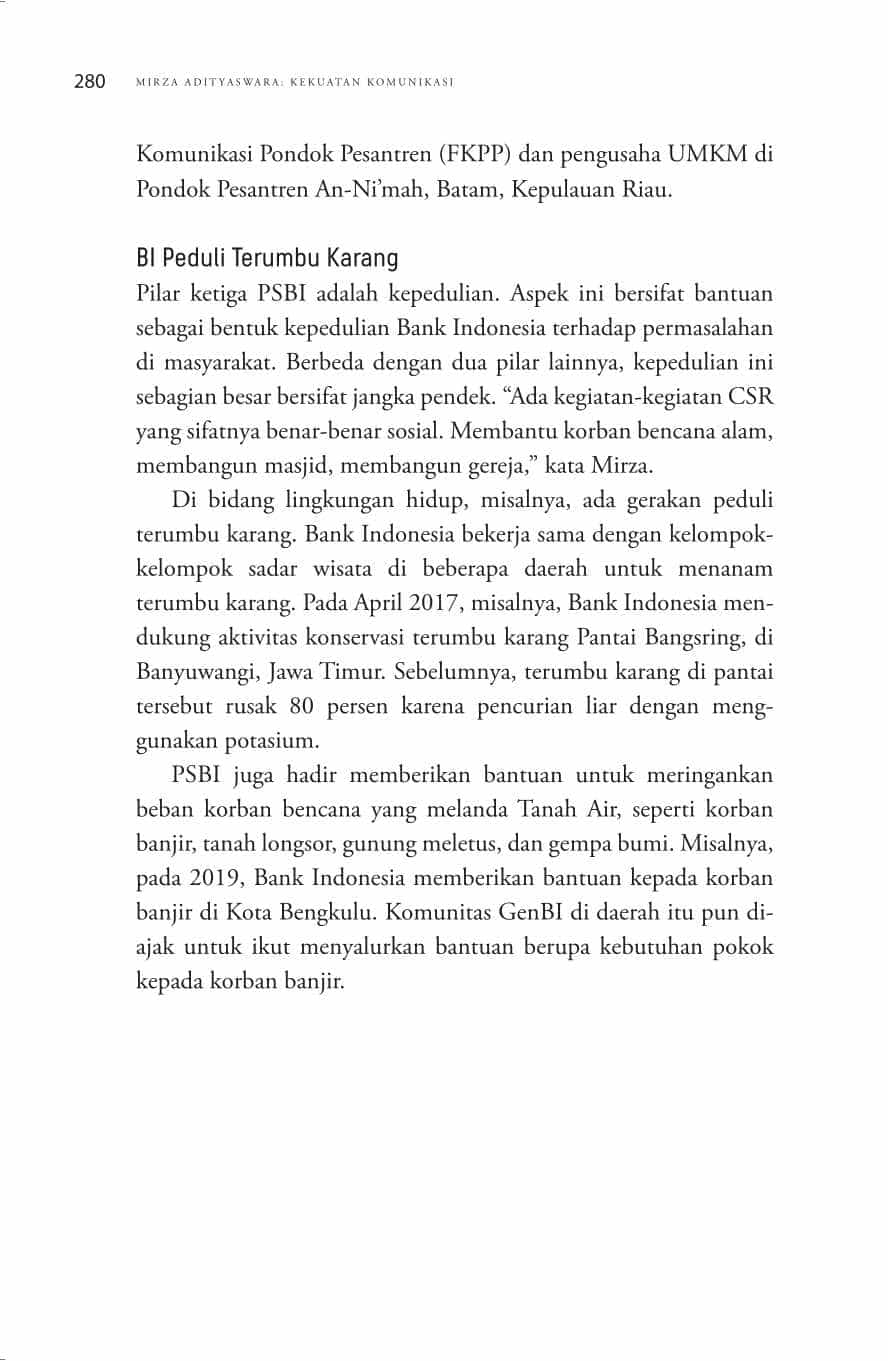 280 MIRZA ADITYASWARA: KEKUATAN KOMUNIKASI
Komunikasi Pondok Pesantren (FKPP) dan pengusaha UMKM di
Pondok Pesantren An-Ni’mah, Batam, Kepulauan Riau.
BI Peduli Terumbu Karang
Pilar ketiga PSBI adalah kepedulian. Aspek ini bersifat bantuan
sebagai bentuk kepedulian Bank Indonesia terhadap permasalahan
di masyarakat. Berbeda dengan dua pilar lainnya, kepedulian ini
sebagian besar bersifat jangka pendek. “Ada kegiatan-kegiatan CSR
yang sifatnya benar-benar sosial. Membantu korban bencana alam,
membangun masjid, membangun gereja,” kata Mirza.
Di bidang lingkungan hidup, misalnya, ada gerakan peduli
terumbu karang. Bank Indonesia bekerja sama dengan kelompok-
kelompok sadar wisata di beberapa daerah untuk menanam
terumbu karang. Pada April 2017, misalnya, Bank Indonesia men-
dukung aktivitas konservasi terumbu karang Pantai Bangsring, di
Banyuwangi, Jawa Timur. Sebelumnya, terumbu karang di pantai
tersebut rusak 80 persen karena pencurian liar dengan meng-
gunakan potasium.
PSBI juga hadir memberikan bantuan untuk meringankan
beban korban bencana yang melanda Tanah Air, seperti korban
banjir, tanah longsor, gunung meletus, dan gempa bumi. Misalnya,
pada 2019, Bank Indonesia memberikan bantuan kepada korban
banjir di Kota Bengkulu. Komunitas GenBI di daerah itu pun di-
ajak untuk ikut menyalurkan bantuan berupa kebutuhan pokok
kepada korban banjir.